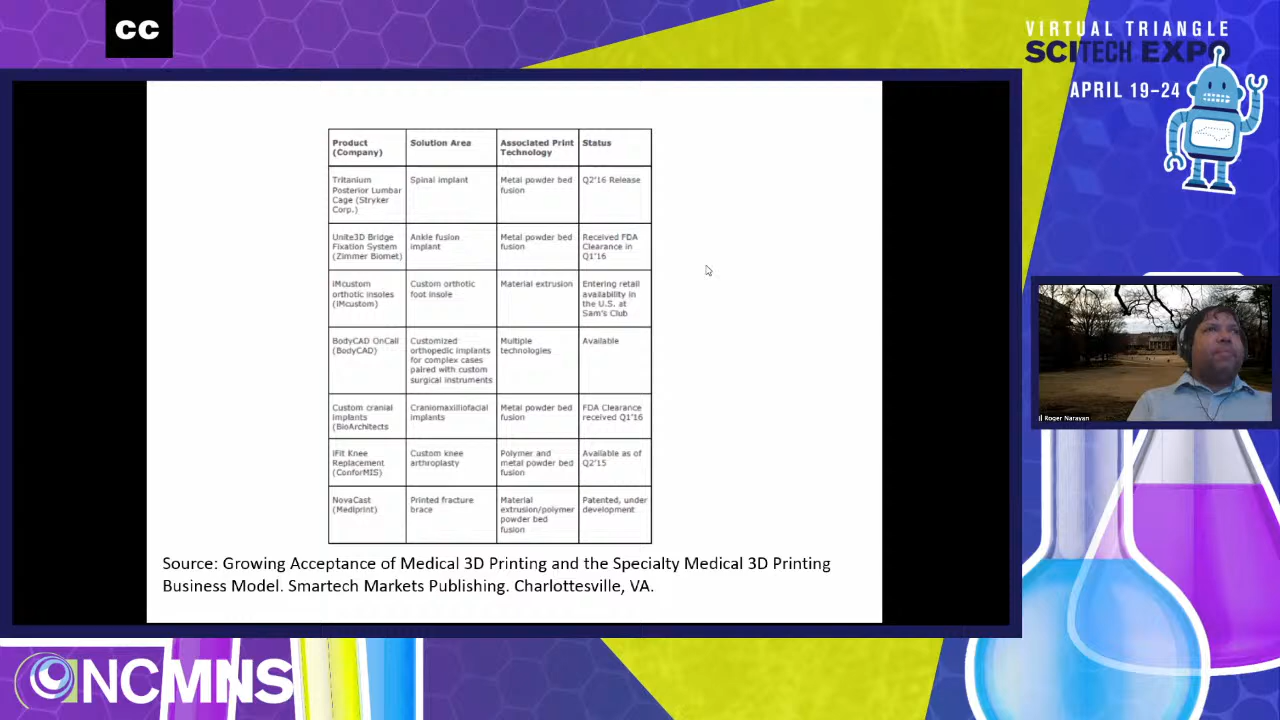 CC
VIRTUAL TRIANGLE
SCITECH EXPO
APRIL 19–24
Product (Company) Solution Area Associated Print Technology Status
Tritanium Posterior Lumbar Cage (Stryker Corp.) Spinal implant Metal powder bed fusion Q2'16 Release
Unite3D Bridge Fixation System (Zimmer Biomet) Ankle fusion implant Metal powder bed fusion Received FDA Clearance in Q1'16
iMcustom orthotic insoles (iMcustom) Custom orthotic foot insole Material extrusion Entering retail availability in the U.S. at Sam's Club
BodyCAD OnCall (BodyCAD) Customized orthopedic implants for complex cases paired with custom surgical instruments Multiple technologies Available
Custom cranial implants (BioArchitects Craniomaxillofacial implants Metal powder bed fusion FDA Clearance received Q1'16
iFit Knee Replacement (ConforMIS) Custom knee arthroplasty Polymer and metal powder bed fusion Available as of Q2'15
NovaCast (Mediprint) Printed fracture brace Material extrusion/polymer powder bed fusion Patented, under development
Source: Growing Acceptance of Medical 3D Printing and the Specialty Medical 3D Printing
Business Model. Smartech Markets Publishing. Charlottesville, VA.
Roger Narayan
NCMNS